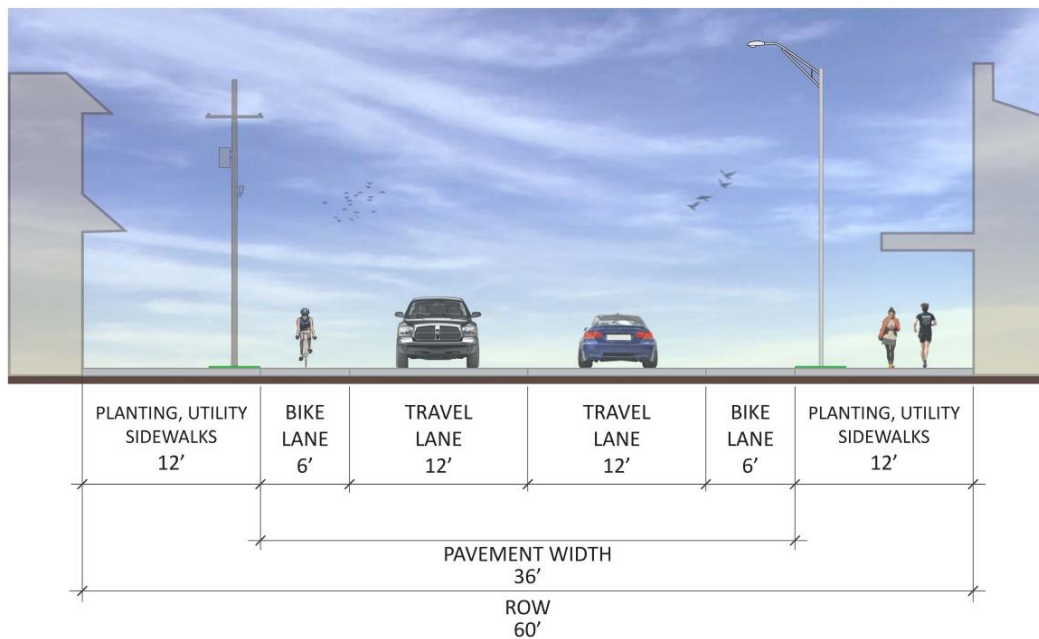 PLANTING, UTILITY
SIDEWALKS
12’
BIKE
LANE
6’
TRAVEL
LANE
12’
TRAVEL
LANE
12’
BIKE
LANE
6’
PLANTING, UTILITY
SIDEWALKS
12’
PAVEMENT WIDTH
36’
ROW
60’